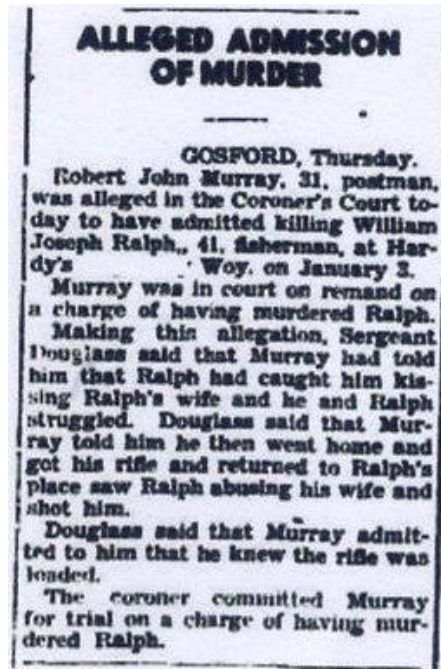 ALLEGED ADMISSION
OF MURDER
GOSFORD, Thursday.
Robert John Murray, 31, postman,
was alleged in the Coroner's Court to-
day to have admitted killing William
Joseph Ralph,, 41, fisherman, at Har-
dy's Woy, on January 3.
Murray was in court on remand on
a charge of having murdered Ralph.
Making this allegation, Sergeant
Douglass said that Murray had told
him that Ralph had caught him kis-
sing Ralph's wife and he and Ralph
struggled. Douglass said that Mur-
ray told him he then went home and
got his rifle and returned to Ralph's
place saw Ralph abusing his wife and
shot him.
Douglass said that Murray admit-
ted to him that he knew the rifle was
loaded.
The coroner committed Murray
for trial on a charge of having mur-
dered Ralph.